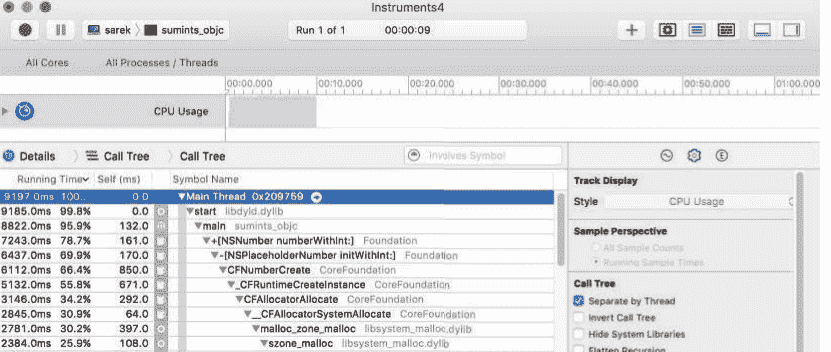 Instruments4
sarek sumints_objc Run 1 of 1 00:00:09
All Cores All Processes / Threads
00:00.000 00:10.000 00:20.000 00:30.000 00:40.000 00:50.000 01:00.000
CPU Usage
Details Call Tree Call Tree Involves Symbol
Running Time Self (ms) Symbol Name
9197.0ms 100.. 0.0 Main Thread 0x209759
9185.0ms 99.8% 0.0 start libdyld.dylib
8822.0ms 95.9% 132.0 main sumints_objc
7243.0ms 78.7% 161.0 +[NSNumber numberWithInt:] Foundation
6437.0ms 69.9% 170.0 -[NSPlaceholderNumber initWithInt:] Foundation
6112.0ms 66.4% 850.0 CFNumberCreate CoreFoundation
5132.0ms 55.8% 671.0 _CFRuntimeCreateInstance CoreFoundation
3146.0ms 34.2% 292.0 CFAllocatorAllocate CoreFoundation
2845.0ms 30.9% 64.0 __CFAllocatorSystemAllocate CoreFoundation
2781.0ms 30.2% 397.0 malloc_zone_malloc libsystem_malloc.dylib
2384.0ms 25.9% 108.0 szone_malloc libsystem_malloc.dylib
Track Display
Style CPU Usage
Sample Perspective
All Sample Counts
Running Sample Times
Call Tree
Separate by Thread
Invert Call Tree
Hide System Libraries
Flatten Recursion